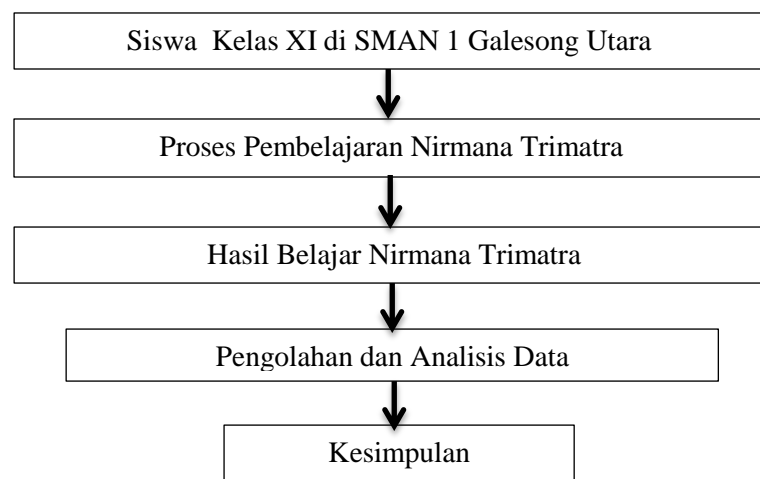 Siswa Kelas XI di SMAN 1 Galesong Utara
Proses Pembelajaran Nirmana Trimatra
Hasil Belajar Nirmana Trimatra
Pengolahan dan Analisis Data
Kesimpulan